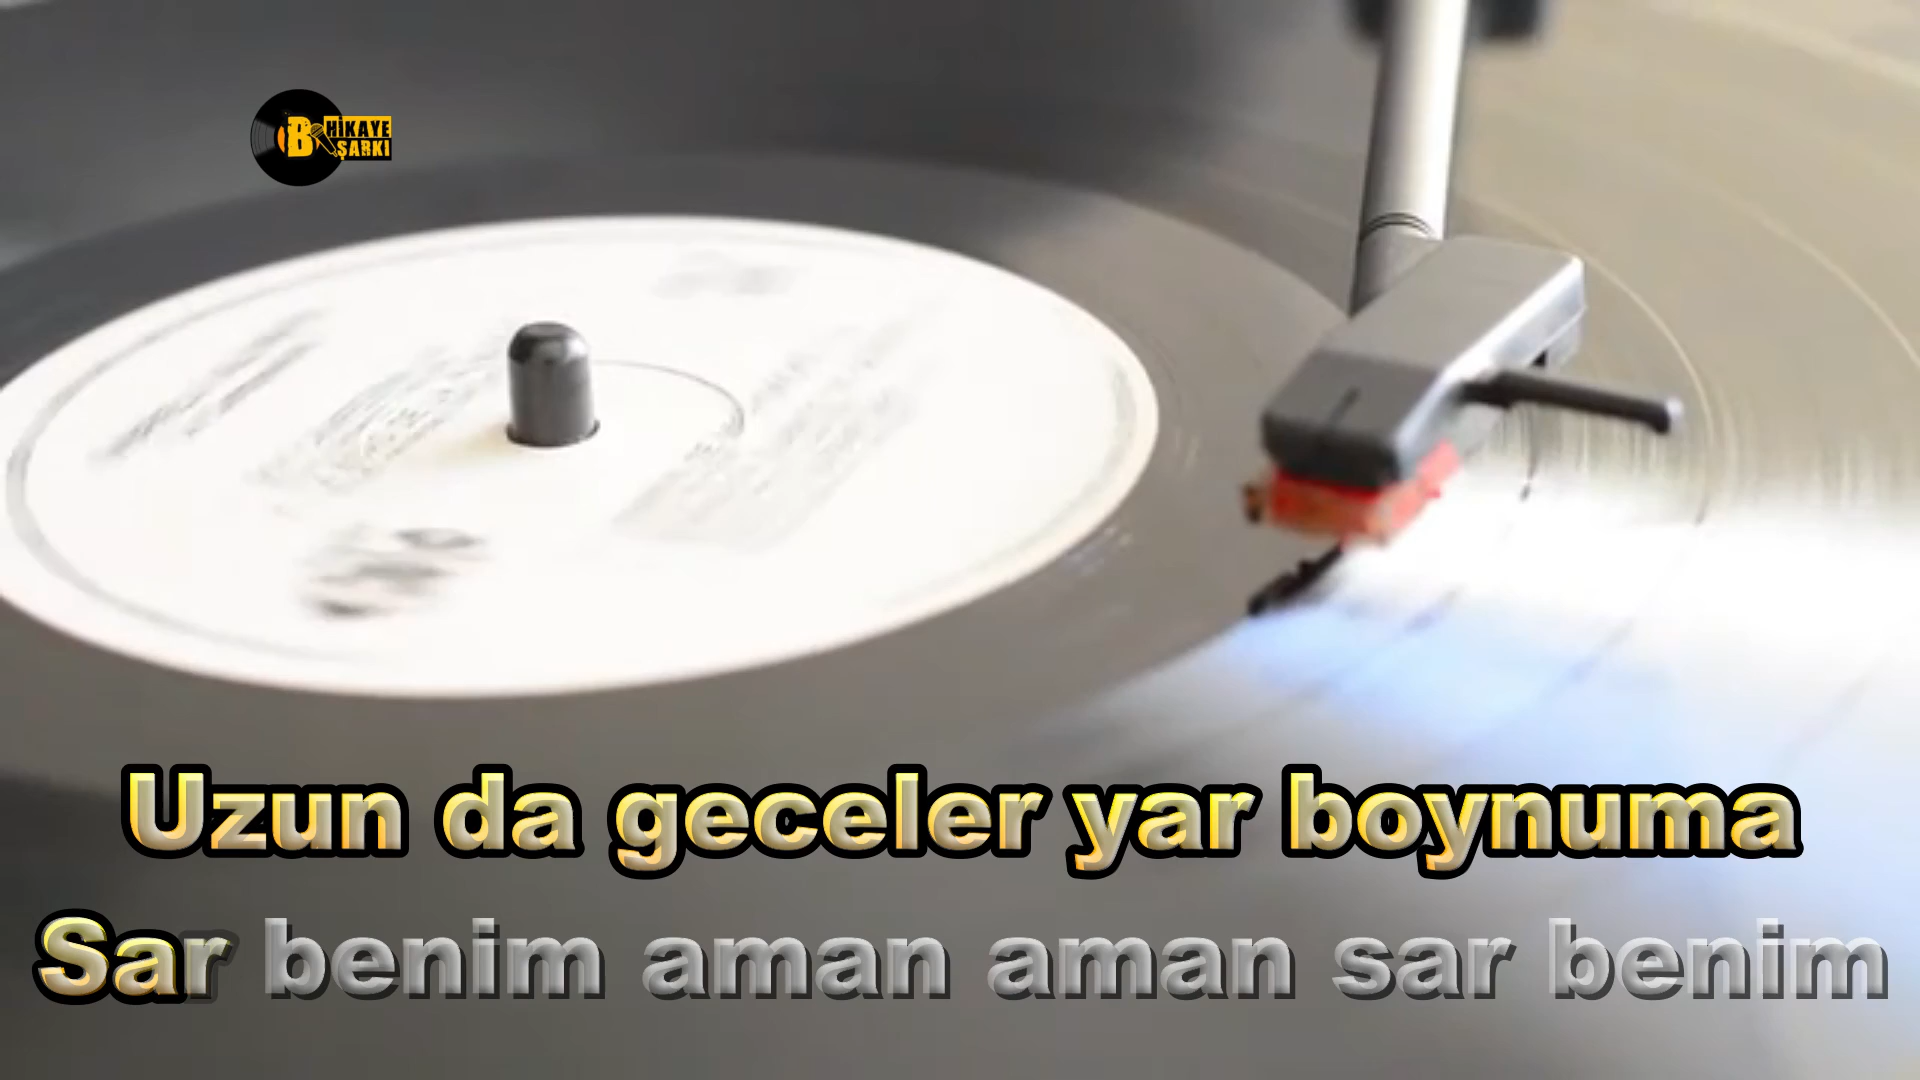 B HİKAYE
ŞARKI
Uzun da geceler yar boynuma
Sar benim aman aman sar benim